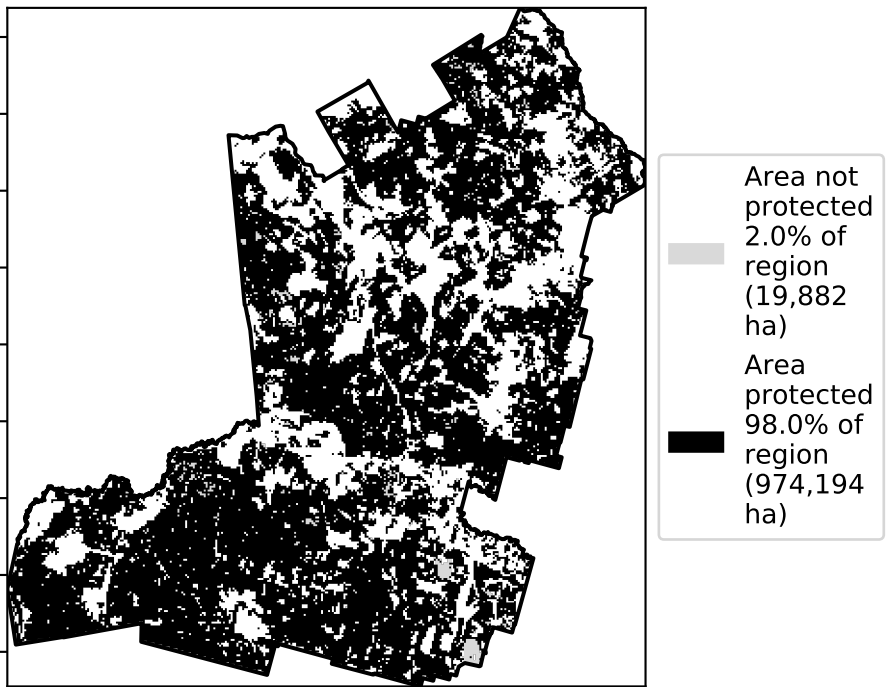 Area not
protected
2.0% of
region
(19,882
ha)
Area
protected
98.0% of
region
(974,194
ha)